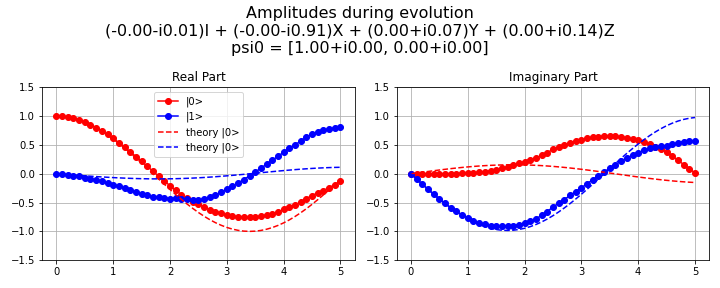 Amplitudes during evolution
(-0.00-i0.01)I + (-0.00-i0.91)X + (0.00+i0.07)Y + (0.00+i0.14)Z
psi0 = [1.00+i0.00, 0.00+i0.00]
Real Part
1.5
1.0
0.5
0.0
−0.5
−1.0
−1.5
0 1 2 3 4 5
|0>
|1>
theory |0>
theory |0>
Imaginary Part
1.5
1.0
0.5
0.0
−0.5
−1.0
−1.5
0 1 2 3 4 5